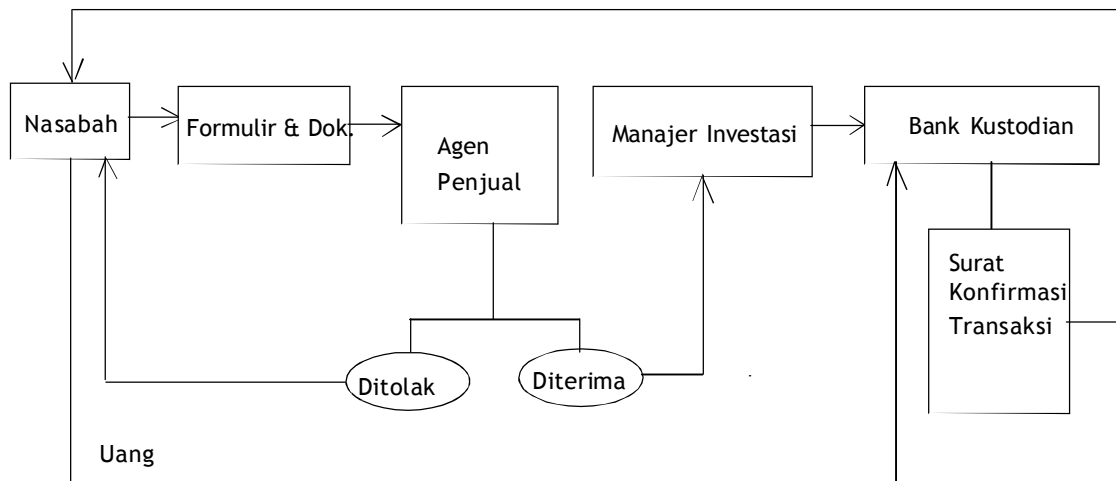 Nasabah
Formulir & Dok.
Agen
Penjual
Manajer Investasi
Bank Kustodian
Surat
Konfirmasi
Transaksi
Ditolak
Diterima
Uang